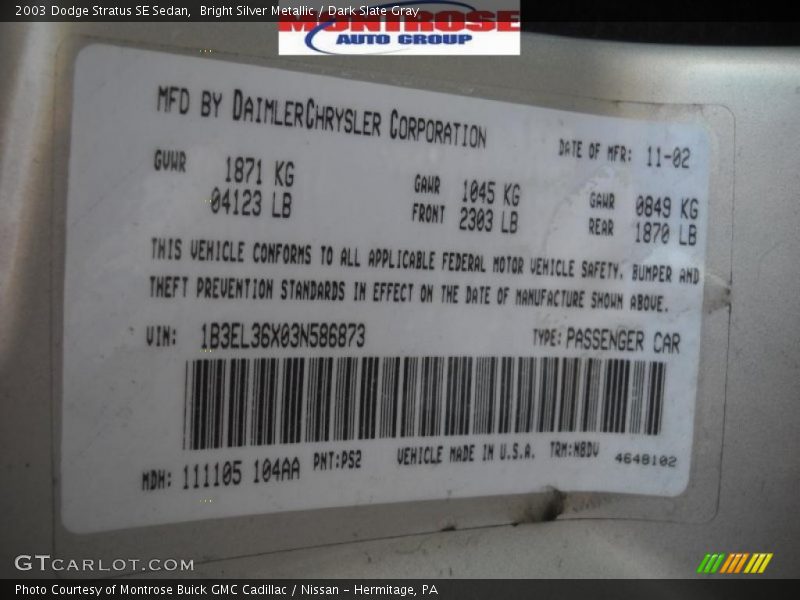 2003 Dodge Stratus SE Sedan, Bright Silver Metallic / Dark Slate Gray
MONTROSE
AUTO GROUP
MFD BY DAIMLERCHRYSLER CORPORATION
DATE OF MFR: 11-02
GVWR 1871 KG
04123 LB
GAWR 1045 KG
FRONT 2303 LB
GAWR 0849 KG
REAR 1870 LB
THIS VEHICLE CONFORMS TO ALL APPLICABLE FEDERAL MOTOR VEHICLE SAFETY, BUMPER AND
THEFT PREVENTION STANDARDS IN EFFECT ON THE DATE OF MANUFACTURE SHOWN ABOVE.
VIN: 1B3EL36X03N586873 TYPE: PASSENGER CAR
MDH: 111105 104AA PNT:PS2 VEHICLE MADE IN U.S.A. TRM:N8DV 4648102
GTCARLOT.COM
Photo Courtesy of Montrose Buick GMC Cadillac / Nissan - Hermitage, PA